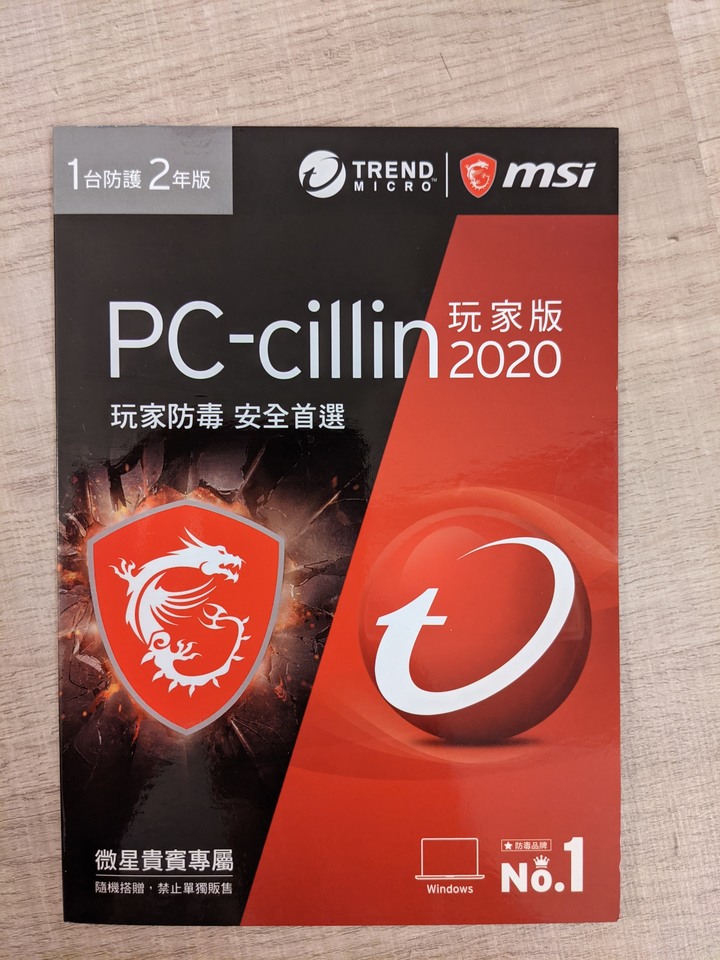 1台防護 2年版
TREND MICRO™
msi
PC-cillin 玩家版 2020
玩家防毒 安全首選
微星貴賓專屬
隨機搭贈，禁止單獨販售
Windows
★ 防毒品牌
No.1